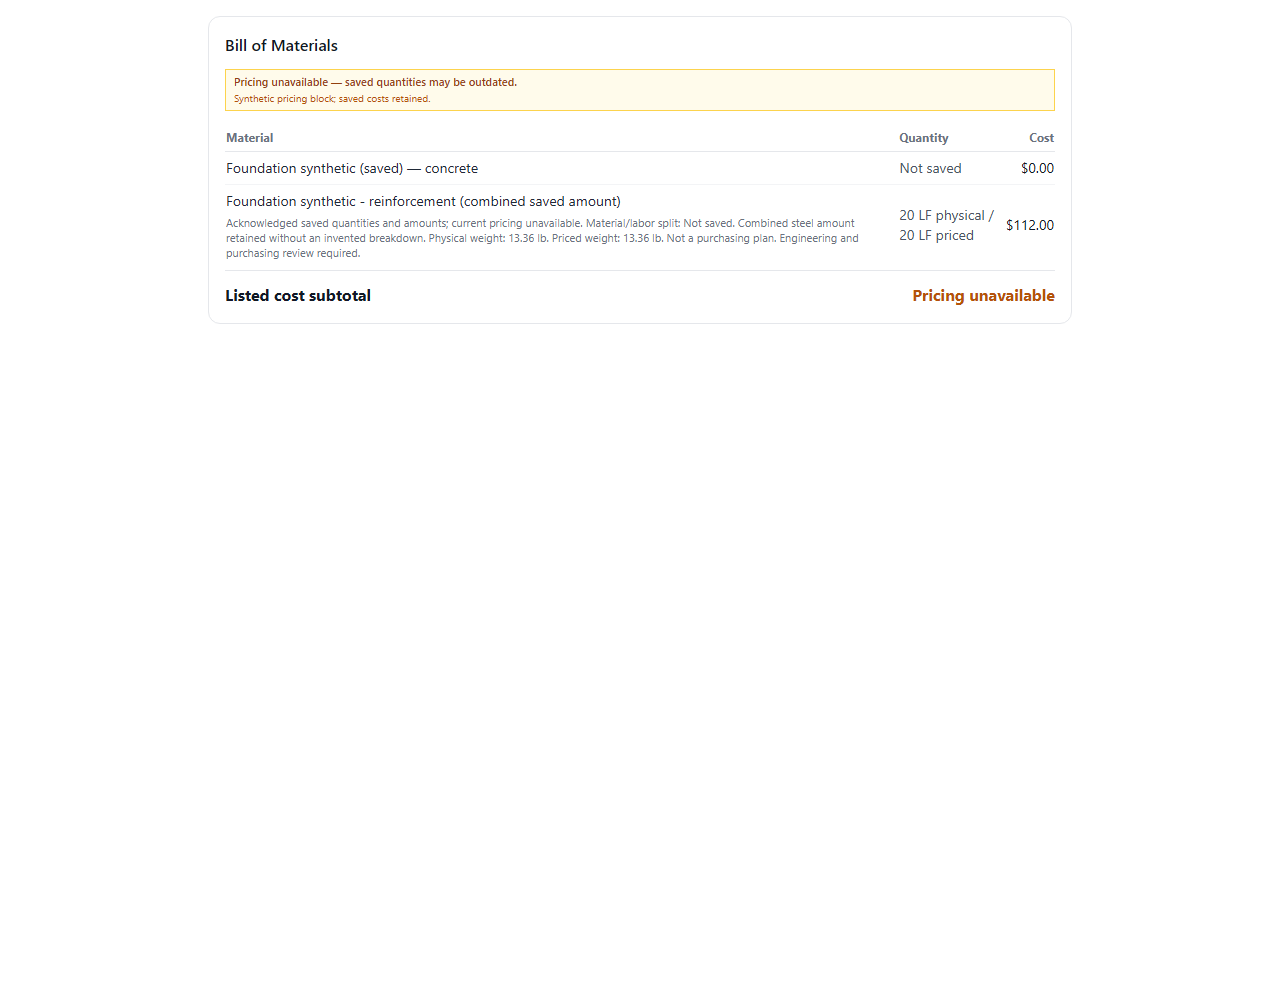 Bill of Materials
Pricing unavailable — saved quantities may be outdated.
Synthetic pricing block; saved costs retained.
Material Quantity Cost
Foundation synthetic (saved) — concrete Not saved $0.00
Foundation synthetic - reinforcement (combined saved amount)
Acknowledged saved quantities and amounts; current pricing unavailable. Material/labor split: Not saved. Combined steel amount
retained without an invented breakdown. Physical weight: 13.36 lb. Priced weight: 13.36 lb. Not a purchasing plan. Engineering and
purchasing review required.
20 LF physical /
20 LF priced
$112.00
Listed cost subtotal Pricing unavailable